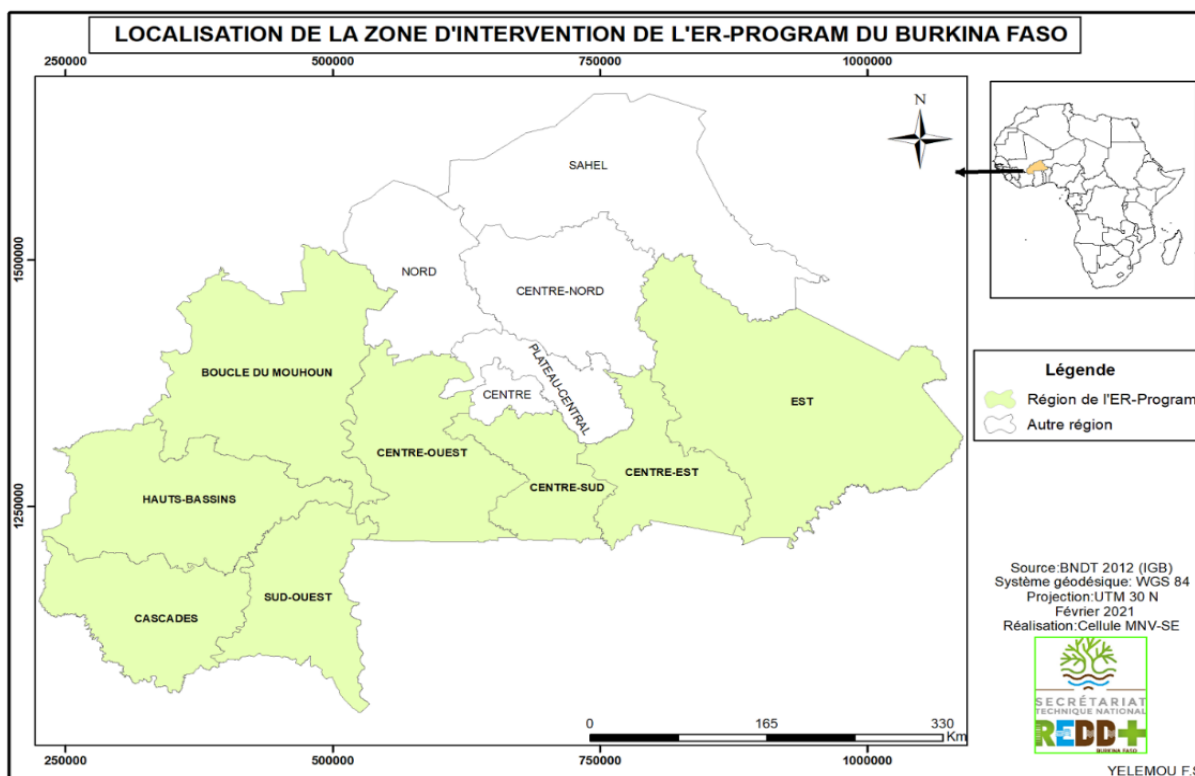 LOCALISATION DE LA ZONE D'INTERVENTION DE L'ER-PROGRAM DU BURKINA FASO
250000 500000 750000 1000000
N
SAHEL
1500000
NORD
CENTRE-NORD
PLATEAU-CENTRAL
BOUCLE DU MOUHOUN
CENTRE
EST
CENTRE-OUEST
CENTRE-EST
CENTRE-SUD
HAUTS-BASSINS
1250000
SUD-OUEST
CASCADES
0 165 330
Km
250000 500000 750000 1000000
Légende
Région de l'ER-Program
Autre région
Source:BNDT 2012 (IGB)
Système géodésique: WGS 84
Projection:UTM 30 N
Février 2021
Réalisation:Cellule MNV-SE
SECRÉTARIAT
TECHNIQUE NATIONAL
REDD+
BURKINA FASO
YELEMOU F.S